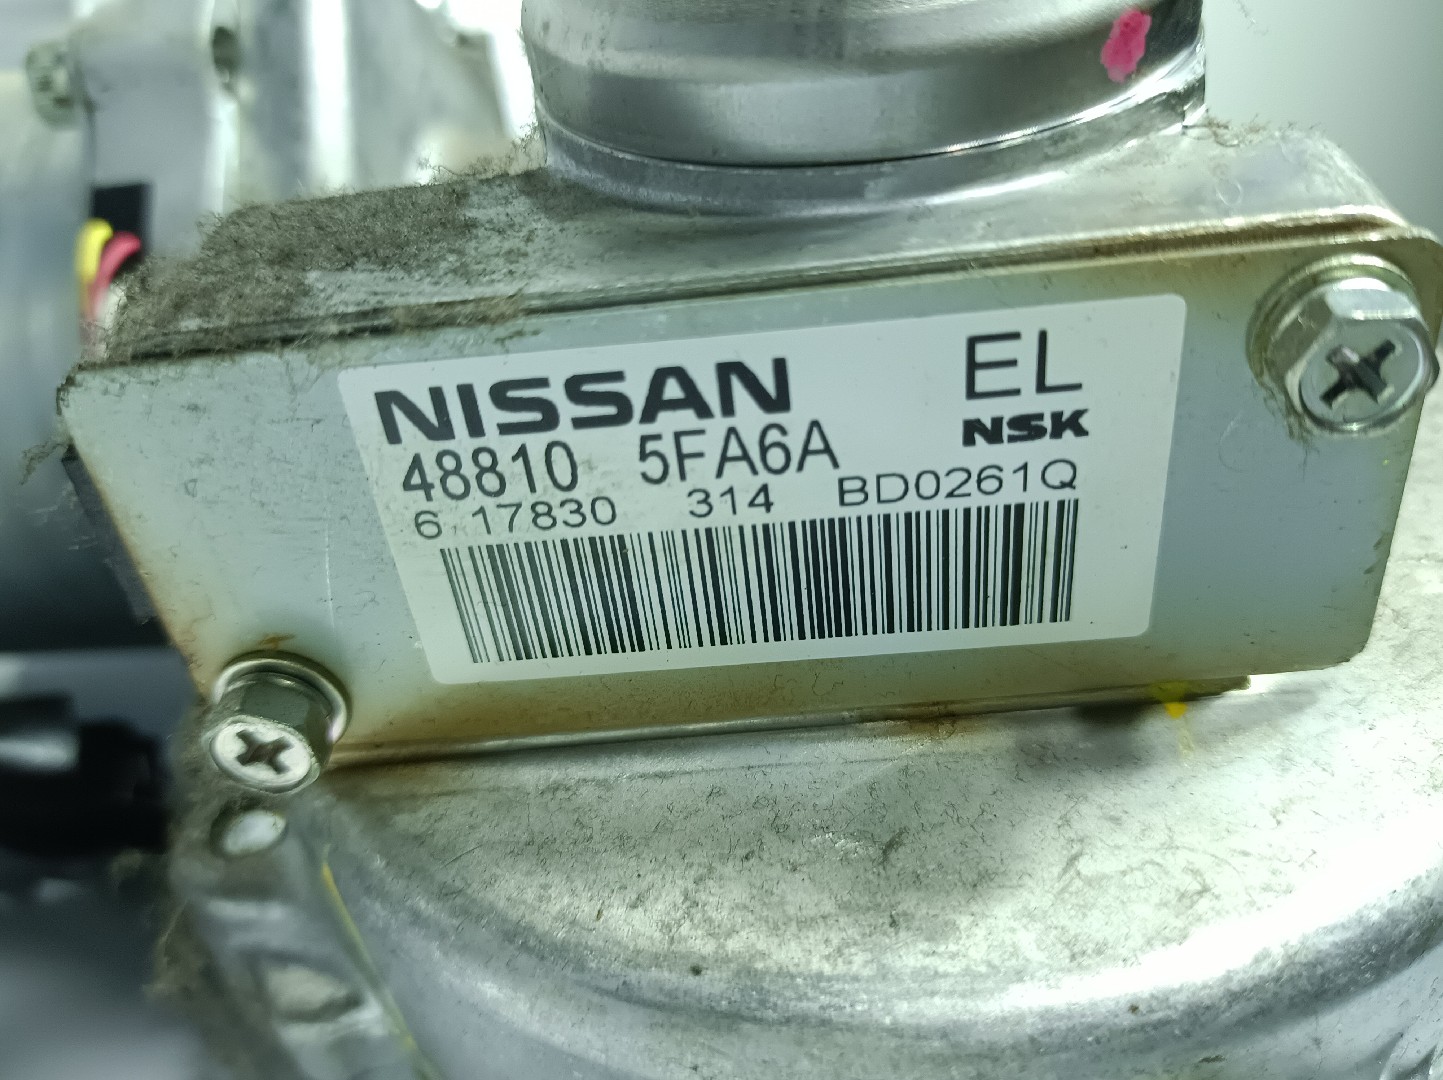 NISSAN EL
NSK
48810 5FA6A
6 17830 314 BD0261Q